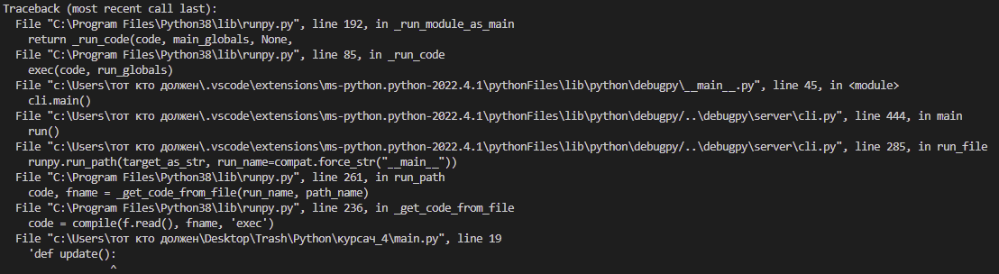 Traceback (most recent call last):
File "C:\Program Files\Python38\lib\runpy.py", line 192, in _run_module_as_main
return _run_code(code, main_globals, None,
File "C:\Program Files\Python38\lib\runpy.py", line 85, in _run_code
exec(code, run_globals)
File "c:\Users\тот кто должен\.vscode\extensions\ms-python.python-2022.4.1\pythonFiles\lib\python\debugpy\__main__.py", line 45, in <module>
cli.main()
File "c:\Users\тот кто должен\.vscode\extensions\ms-python.python-2022.4.1\pythonFiles\lib\python\debugpy/..\debugpy\server\cli.py", line 444, in main
run()
File "c:\Users\тот кто должен\.vscode\extensions\ms-python.python-2022.4.1\pythonFiles\lib\python\debugpy/..\debugpy\server\cli.py", line 285, in run_file
runpy.run_path(target_as_str, run_name=compat.force_str("__main__"))
File "C:\Program Files\Python38\lib\runpy.py", line 261, in run_path
code, fname = _get_code_from_file(run_name, path_name)
File "C:\Program Files\Python38\lib\runpy.py", line 236, in _get_code_from_file
code = compile(f.read(), fname, 'exec')
File "c:\Users\тот кто должен\Desktop\Trash\Python\курсач_4\main.py", line 19
'def update():
^